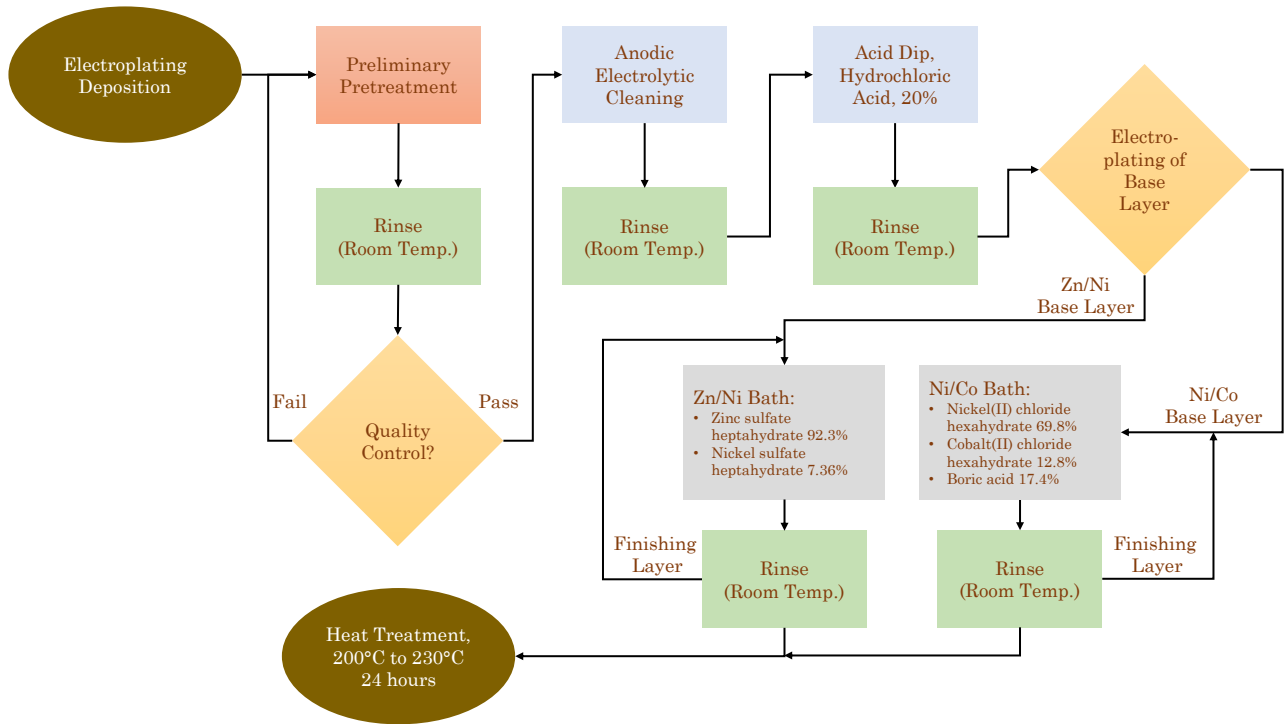 Electroplating
Deposition
Preliminary
Pretreatment
Rinse
(Room Temp.)
Quality
Control?
Fail
Pass
Anodic
Electrolytic
Cleaning
Rinse
(Room Temp.)
Acid Dip,
Hydrochloric
Acid, 20%
Rinse
(Room Temp.)
Electro-
plating of
Base
Layer
Zn/Ni
Base Layer
Ni/Co
Base Layer
Zn/Ni Bath:
• Zinc sulfate
heptahydrate 92.3%
• Nickel sulfate
heptahydrate 7.36%
Rinse
(Room Temp.)
Finishing
Layer
Ni/Co Bath:
• Nickel(II) chloride
hexahydrate 69.8%
• Cobalt(II) chloride
hexahydrate 12.8%
• Boric acid 17.4%
Rinse
(Room Temp.)
Finishing
Layer
Heat Treatment,
200°C to 230°C
24 hours